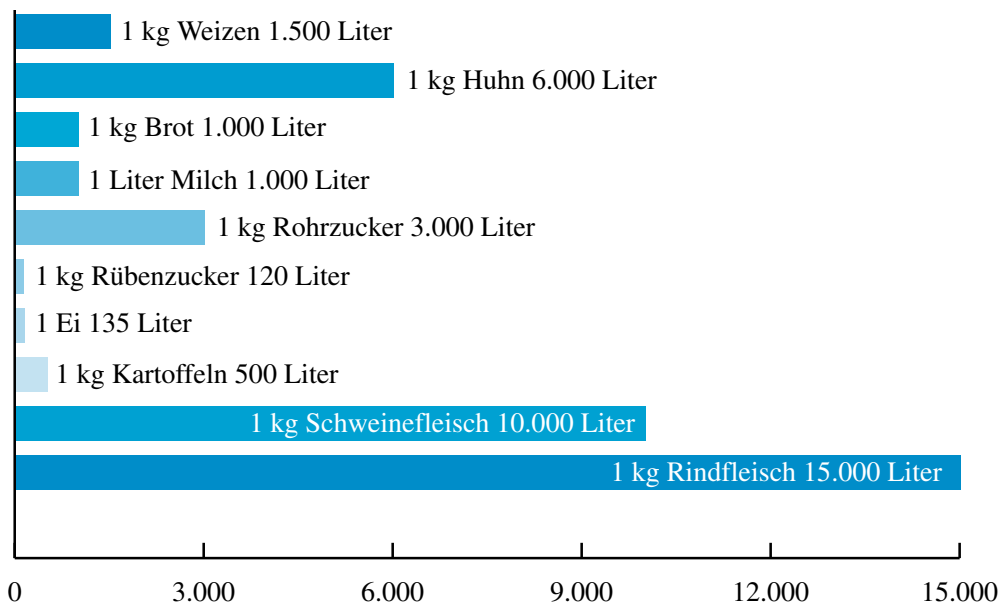 1 kg Weizen 1.500 Liter
1 kg Huhn 6.000 Liter
1 kg Brot 1.000 Liter
1 Liter Milch 1.000 Liter
1 kg Rohrzucker 3.000 Liter
1 kg Rübenzucker 120 Liter
1 Ei 135 Liter
1 kg Kartoffeln 500 Liter
1 kg Schweinefleisch 10.000 Liter
1 kg Rindfleisch 15.000 Liter
0 3.000 6.000 9.000 12.000 15.000